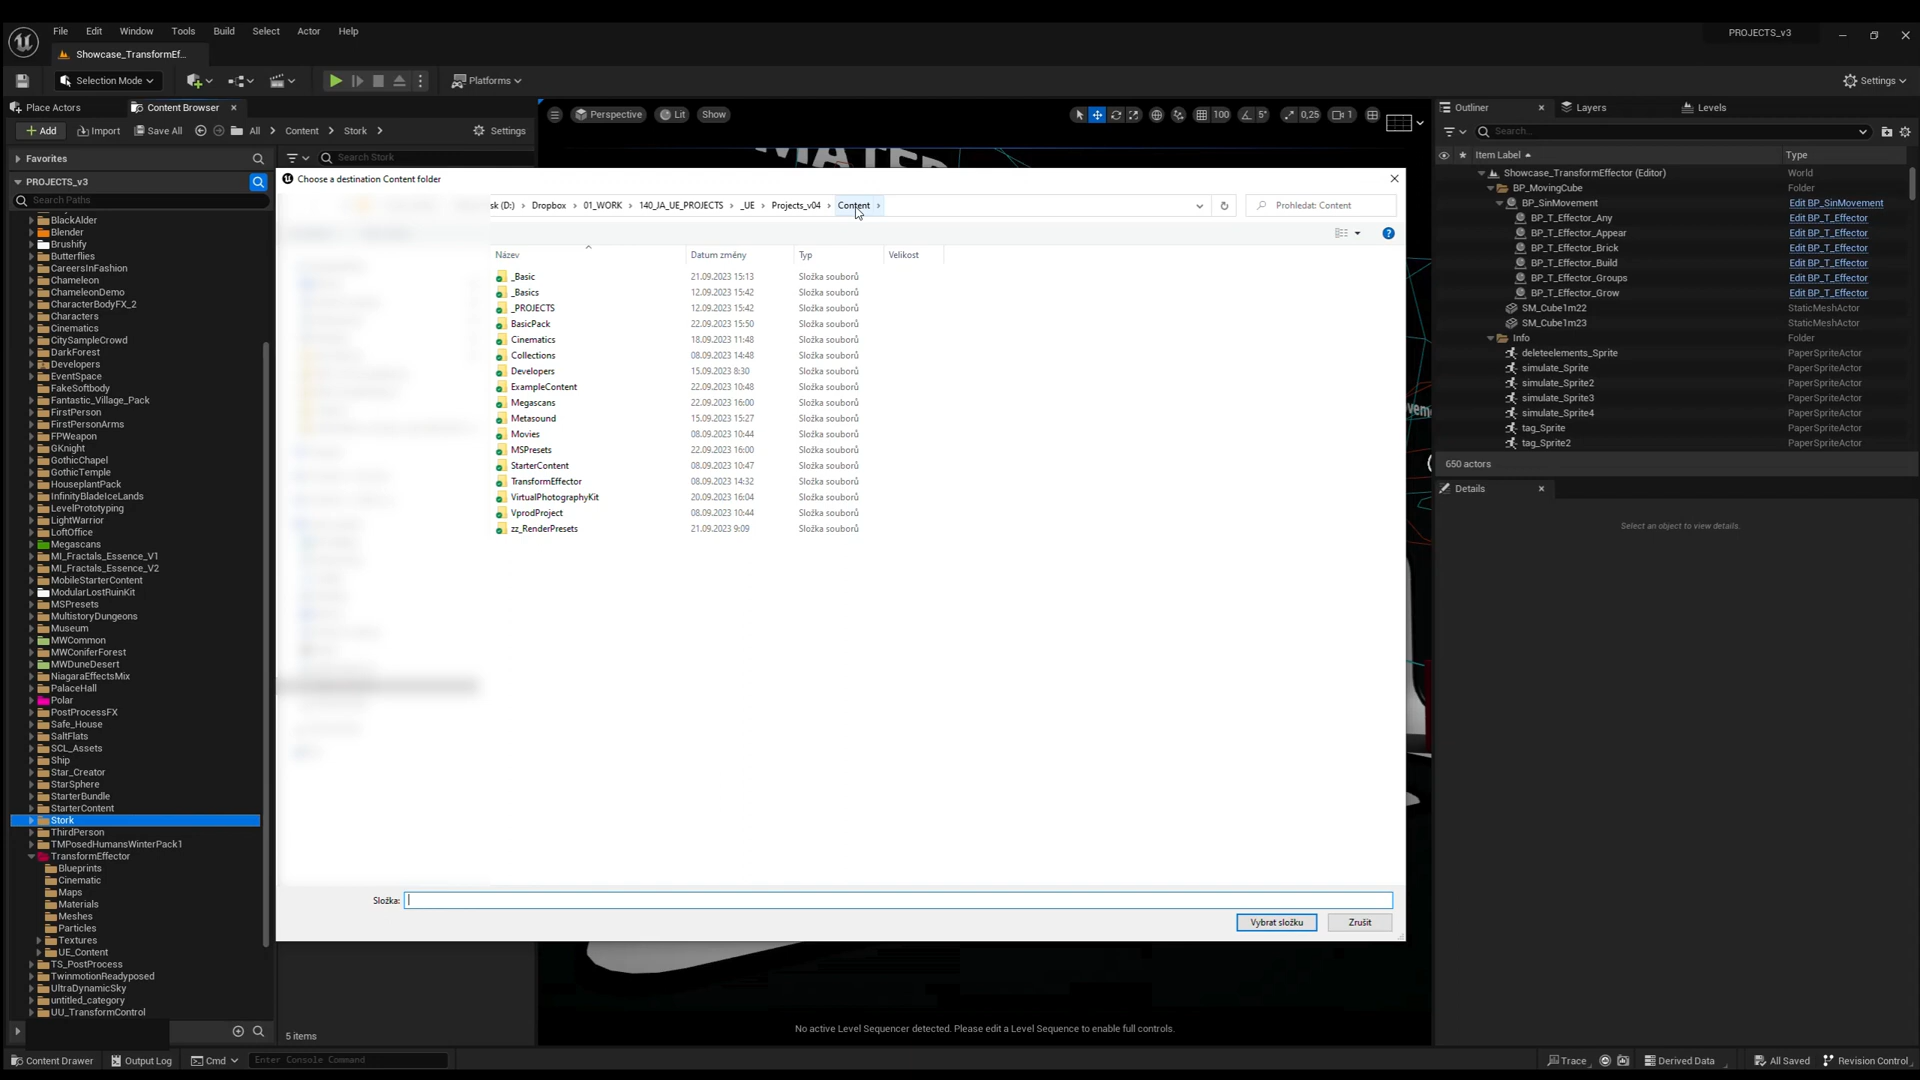 File Edit Window Tools Build Select Actor Help
PROJECTS_v3
Showcase_TransformEf...
Selection Mode
Platforms
Settings
Place Actors
Content Browser
Add
Import
Save All
All
Content
Stork
Settings
Favorites
Search Stork
PROJECTS_v3
Search Paths
BlackAlder
Blender
Brushify
Butterflies
CareersInFashion
Chameleon
ChameleonDemo
CharacterBodyFX_2
Characters
Cinematics
CitySampleCrowd
DarkForest
Developers
EventSpace
FakeSoftbody
Fantastic_Village_Pack
FirstPerson
FirstPersonArms
FPWeapon
GKnight
GothicChapel
GothicTemple
HouseplantPack
InfinityBladeIceLands
LevelPrototyping
LightWarrior
LoftOffice
Megascans
MI_Fractals_Essence_V1
MI_Fractals_Essence_V2
MobileStarterContent
ModularLostRuinKit
MSPresets
MultistoryDungeons
Museum
MWCommon
MWConiferForest
MWDuneDesert
NiagaraEffectsMix
PalaceHall
Polar
PostProcessFX
Safe_House
SaltFlats
SCL_Assets
Ship
Star_Creator
StarSphere
StarterBundle
StarterContent
Stork
ThirdPerson
TMPosedHumansWinterPack1
TransformEffector
Blueprints
Cinematic
Maps
Materials
Meshes
Particles
Textures
UE_Content
TS_PostProcess
TwinmotionReadyposed
UltraDynamicSky
untitled_category
UU_TransformControl
5 items
Perspective
Lit
Show
100
5°
0,25
1
Choose a destination Content folder
sk (D:) › Dropbox › 01_WORK › 140_JA_UE_PROJECTS › _UE › Projects_v04 › Content ›
Prohledat: Content
Název Datum změny Typ Velikost
_Basic 21.09.2023 15:13 Složka souborů
_Basics 12.09.2023 15:42 Složka souborů
_PROJECTS 12.09.2023 15:42 Složka souborů
BasicPack 22.09.2023 15:50 Složka souborů
Cinematics 18.09.2023 11:48 Složka souborů
Collections 08.09.2023 14:48 Složka souborů
Developers 15.09.2023 8:30 Složka souborů
ExampleContent 22.09.2023 10:48 Složka souborů
Megascans 22.09.2023 16:00 Složka souborů
Metasound 15.09.2023 15:27 Složka souborů
Movies 08.09.2023 10:44 Složka souborů
MSPresets 22.09.2023 16:00 Složka souborů
StarterContent 08.09.2023 10:47 Složka souborů
TransformEffector 08.09.2023 14:32 Složka souborů
VirtualPhotographyKit 20.09.2023 16:04 Složka souborů
VprodProject 08.09.2023 10:44 Složka souborů
zz_RenderPresets 21.09.2023 9:09 Složka souborů
Složka:
Vybrat složku
Zrušit
No active Level Sequencer detected. Please edit a Level Sequence to enable full controls.
Outliner
Layers
Levels
Search...
Item Label Type
Showcase_TransformEffector (Editor) World
BP_MovingCube Folder
BP_SinMovement Edit BP_SinMovement
BP_T_Effector_Any Edit BP_T_Effector
BP_T_Effector_Appear Edit BP_T_Effector
BP_T_Effector_Brick Edit BP_T_Effector
BP_T_Effector_Build Edit BP_T_Effector
BP_T_Effector_Groups Edit BP_T_Effector
BP_T_Effector_Grow Edit BP_T_Effector
SM_Cube1m22 StaticMeshActor
SM_Cube1m23 StaticMeshActor
Info Folder
deleteelements_Sprite PaperSpriteActor
simulate_Sprite PaperSpriteActor
simulate_Sprite2 PaperSpriteActor
simulate_Sprite3 PaperSpriteActor
simulate_Sprite4 PaperSpriteActor
tag_Sprite PaperSpriteActor
tag_Sprite2 PaperSpriteActor
650 actors
Details
Select an object to view details.
Content Drawer
Output Log
Cmd
Enter Console Command
Trace
Derived Data
All Saved
Revision Control